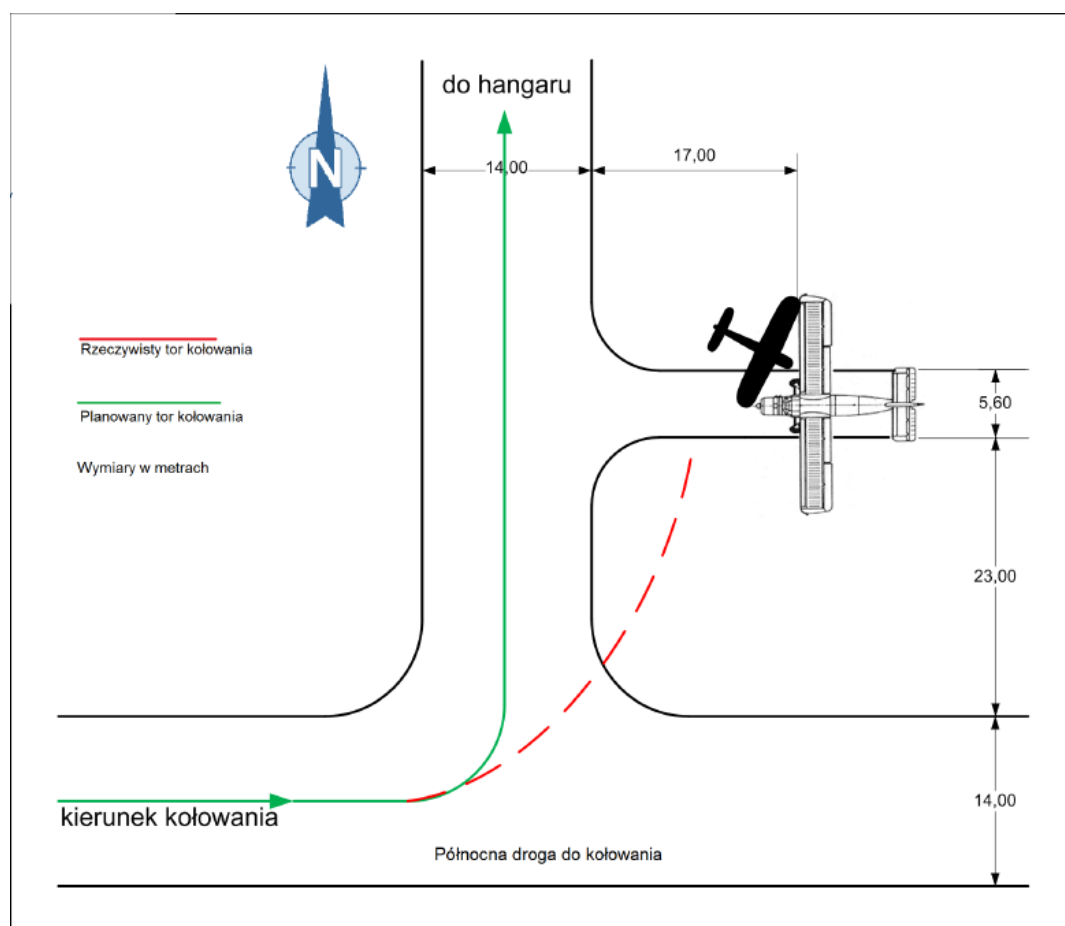 do hangaru
17,00
14,00
N
Rzeczywisty tor kołowania
5,60
Planowany tor kołowania
Wymiary w metrach
23,00
14,00
kierunek kołowania
Północna droga do kołowania